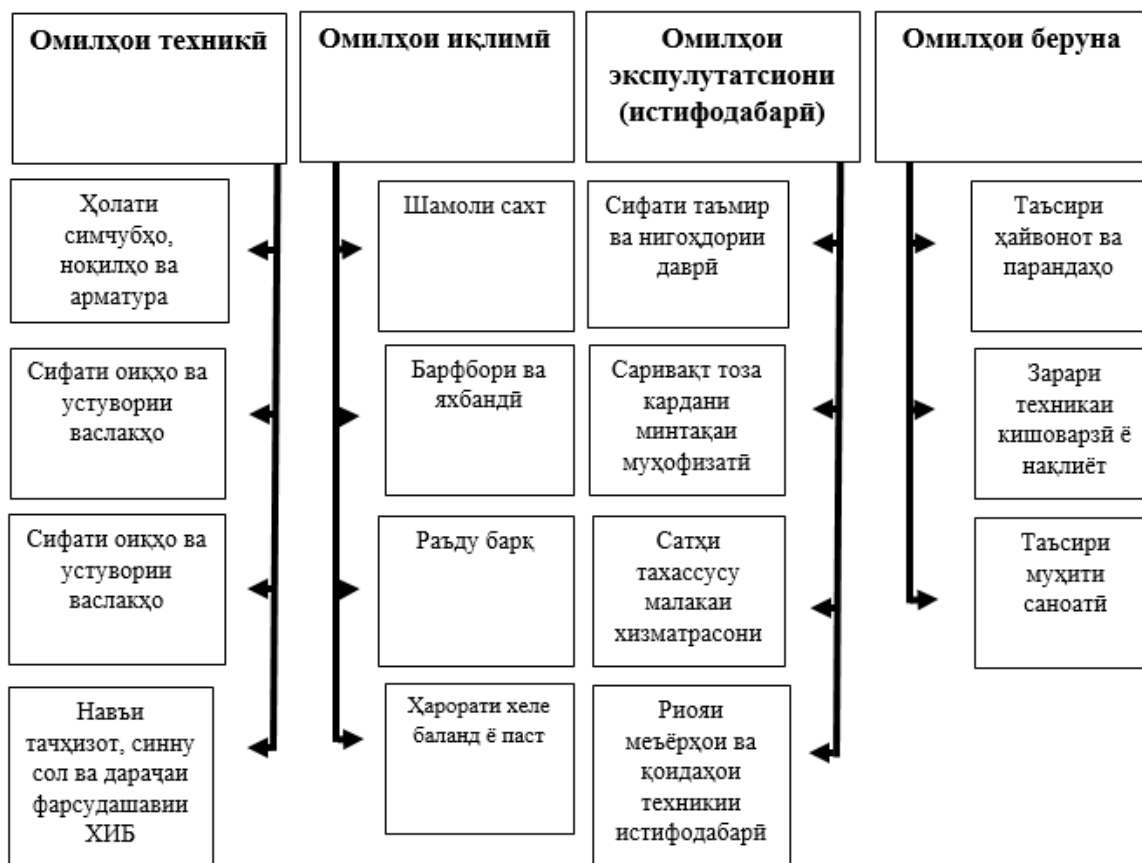 Омилҳои техникӣ
Ҳолати
симчубҳо,
ноқилҳо ва
арматура
Сифати оиқҳо ва
устувории
васлакҳо
Сифати оиқҳо ва
устувории
васлакҳо
Навъи
таҷҳизот, синну
сол ва дараҷаи
фарсудашавии
ХИБ
Омилҳои иқлимӣ
Шамоли сахт
Барфбори ва
яхбандӣ
Раъду барқ
Ҳарорати хеле
баланд ё паст
Омилҳои
экспулутатсиони
(истифодабарӣ)
Сифати таъмир
ва нигоҳдории
даврӣ
Саривақт тоза
кардани
минтақаи
муҳофизатӣ
Сатҳи
тахассусу
малакаи
хизматрасони
Риояи
меъёрҳои ва
қоидаҳои
техникии
истифодабарӣ
Омилҳои беруна
Таъсири
ҳайвонот ва
парандаҳо
Зарари
техникаи
кишоварзӣ ё
нақлиёт
Таъсири
муҳити
саноатӣ